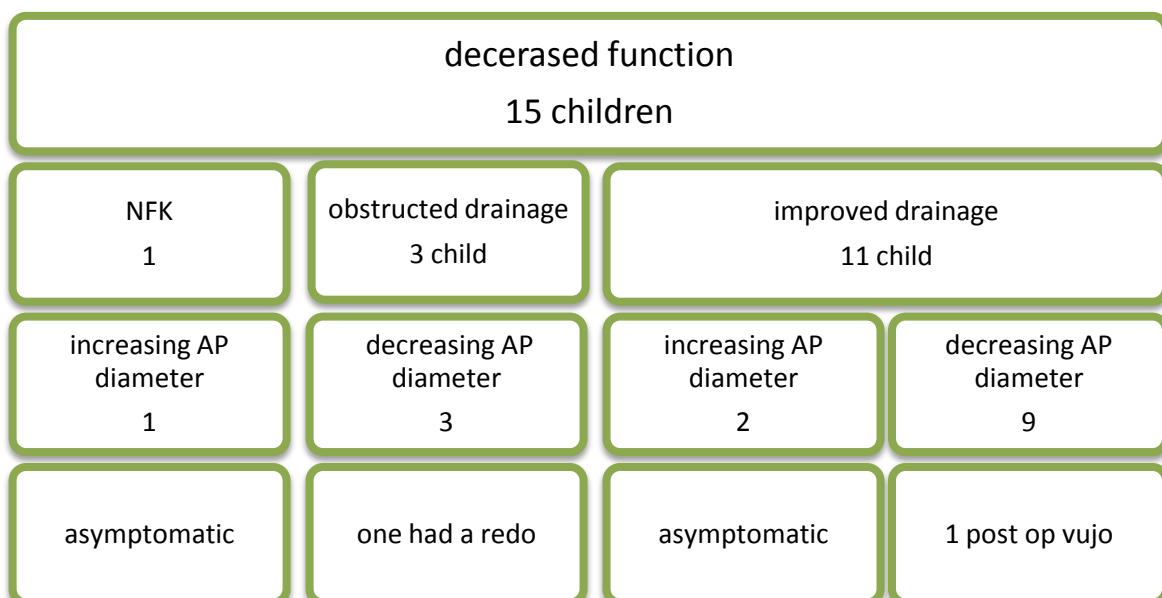 decerased function
15 children
NFK
1
obstructed drainage
3 child
improved drainage
11 child
increasing AP
diameter
1
decreasing AP
diameter
3
increasing AP
diameter
2
decreasing AP
diameter
9
asymptomatic
one had a redo
asymptomatic
1 post op vujo